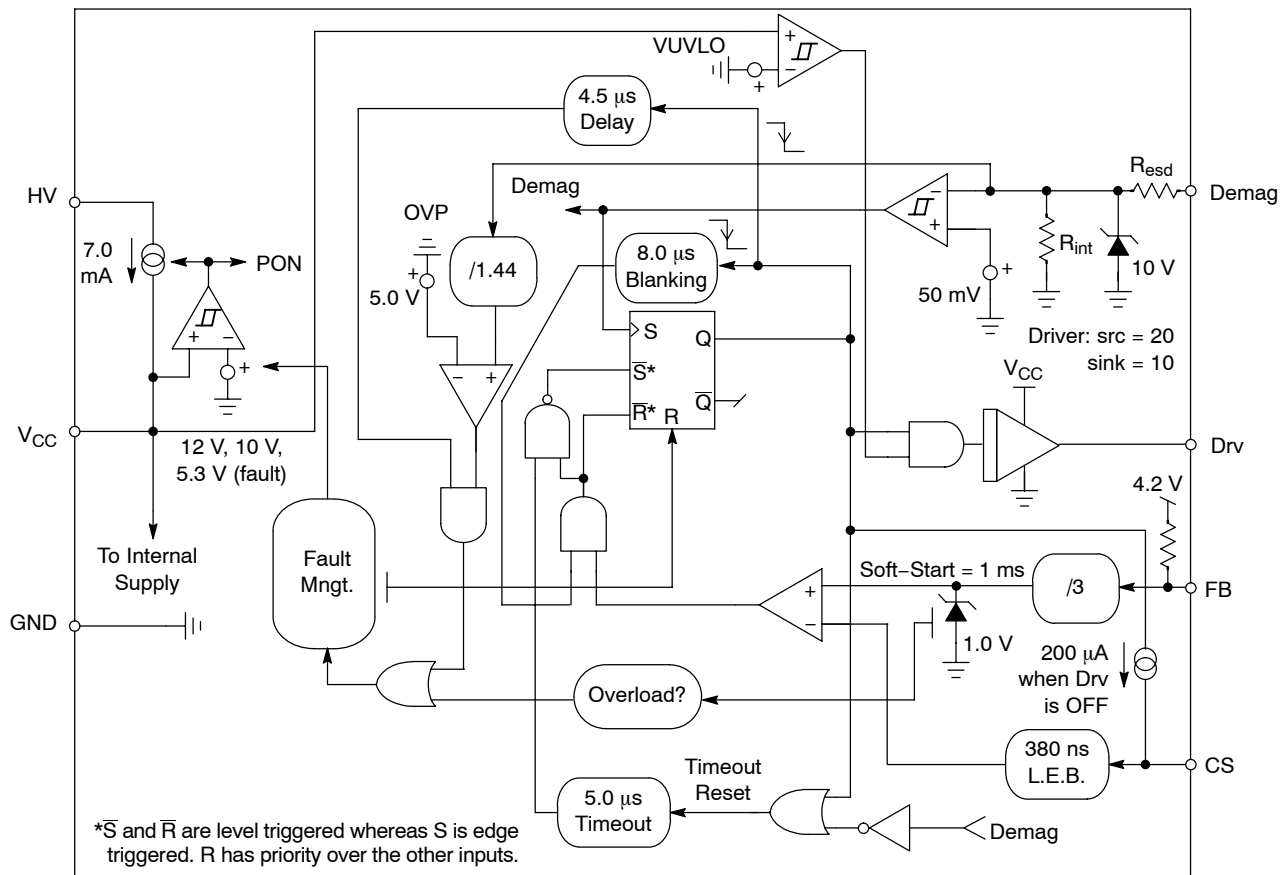 VUVLO
+
−
+
4.5 μs
Delay
Resd
Demag
HV
OVP
Demag
−
+
Rint
10 V
7.0
mA
PON
+
5.0 V
/1.44
8.0 μs
Blanking
+
50 mV
+
−
+
S
Q
Driver: src = 20
sink = 10
−
+
S̅*
Q̅
R̅*
R
VCC
VCC
12 V, 10 V,
5.3 V (fault)
Drv
4.2 V
To Internal
Supply
Fault
Mngt.
Soft−Start = 1 ms
/3
FB
+
−
1.0 V
GND
200 μA
when Drv
is OFF
Overload?
380 ns
L.E.B.
CS
Timeout
Reset
5.0 μs
Timeout
Demag
*S̅ and R̅ are level triggered whereas S is edge
triggered. R has priority over the other inputs.